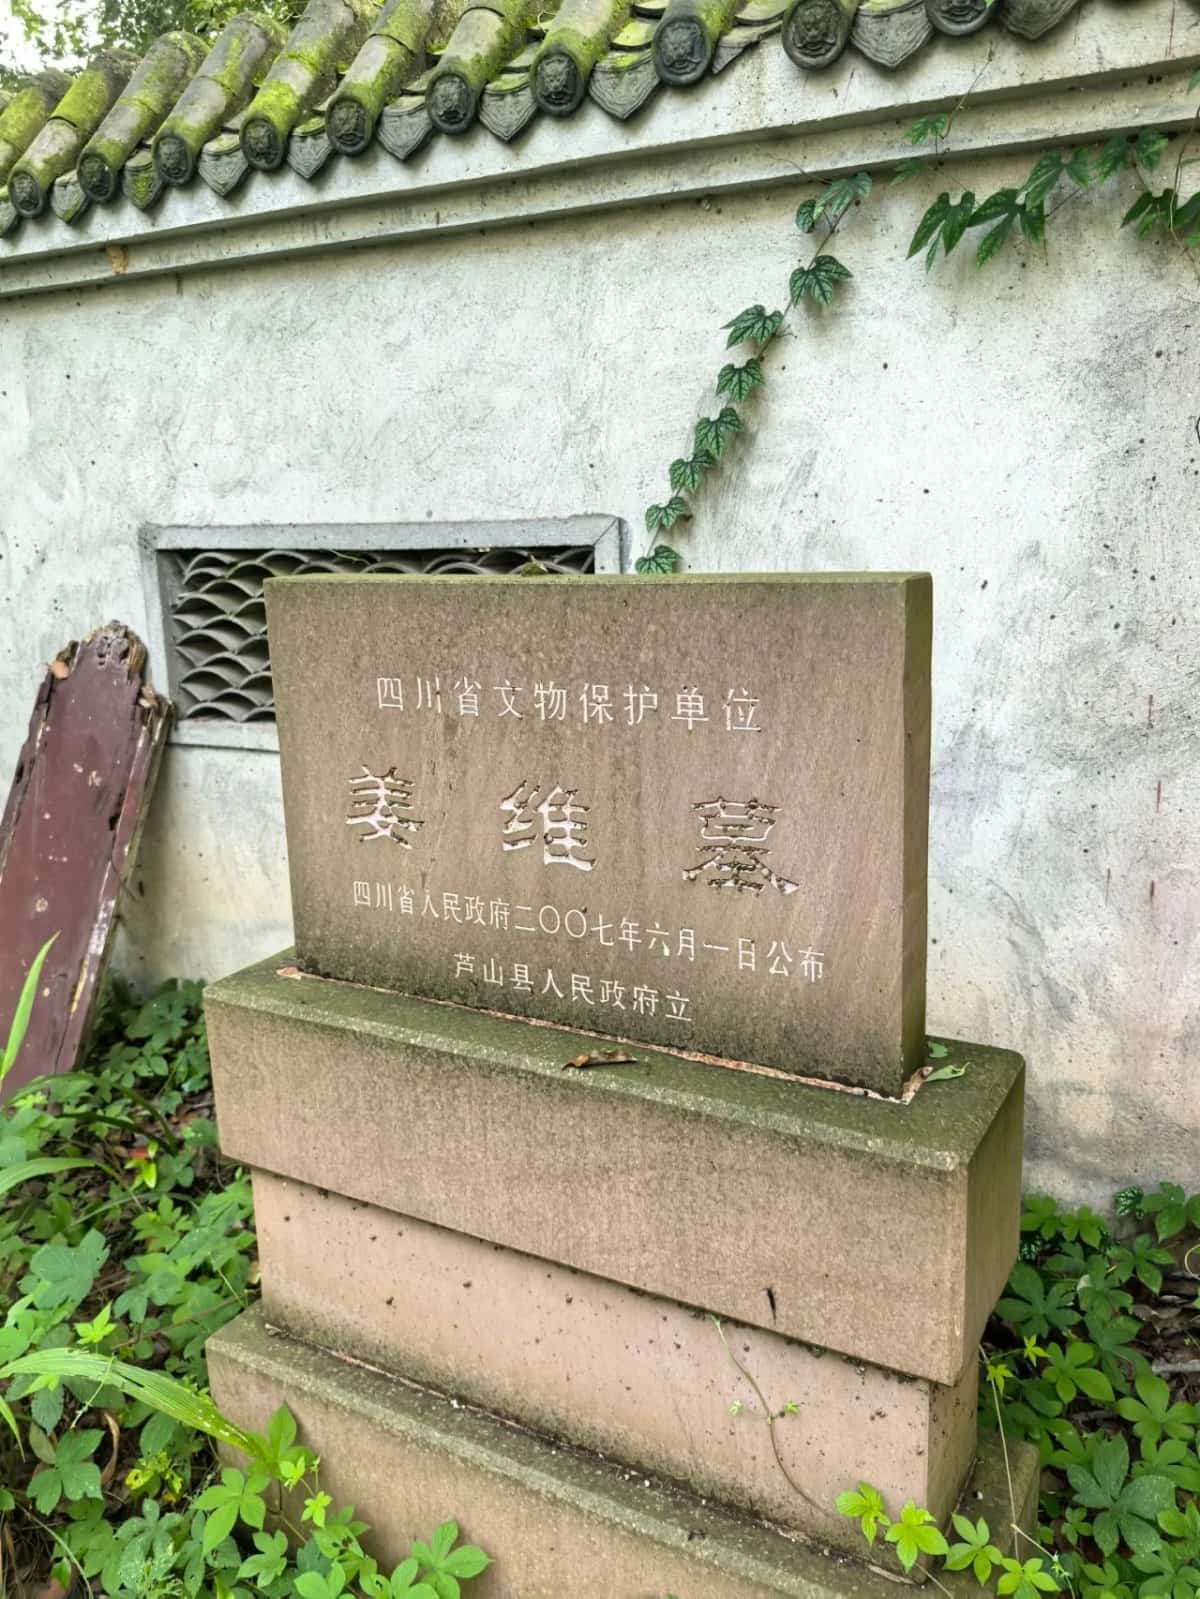 四川省文物保护单位
姜维墓
四川省人民政府二〇〇七年六月一日公布
芦山县人民政府立